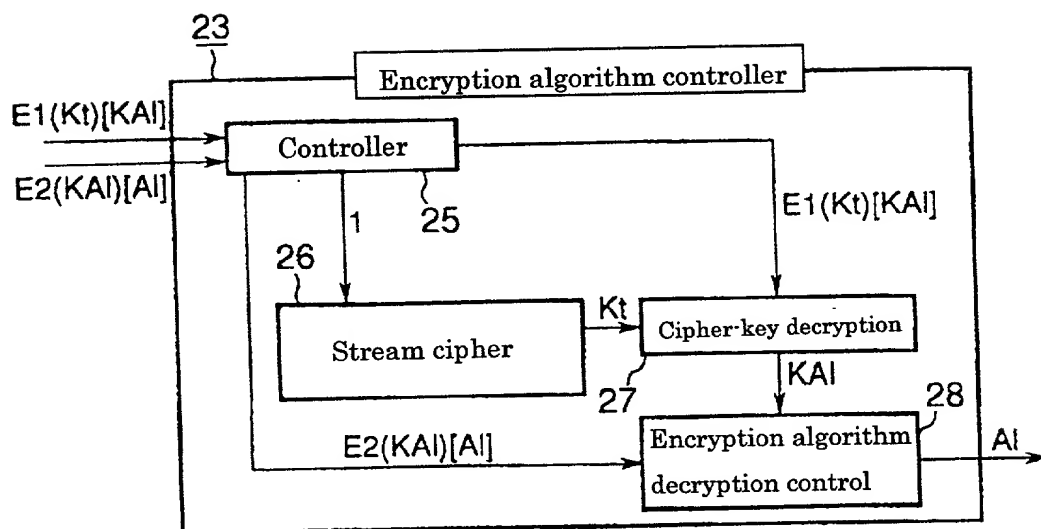 23
Encryption algorithm controller
E1(Kt)[KAl]
E2(KAl)[Al]
Controller
25
1
E1(Kt)[KAl]
26
Stream cipher
Kt
Cipher-key decryption
27
KAl
28
E2(KAl)[Al]
Encryption algorithm
decryption control
Al